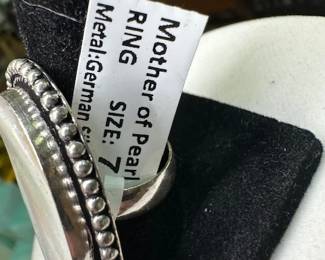 Mother of Pearl
RING SIZE: 7
Metal:German